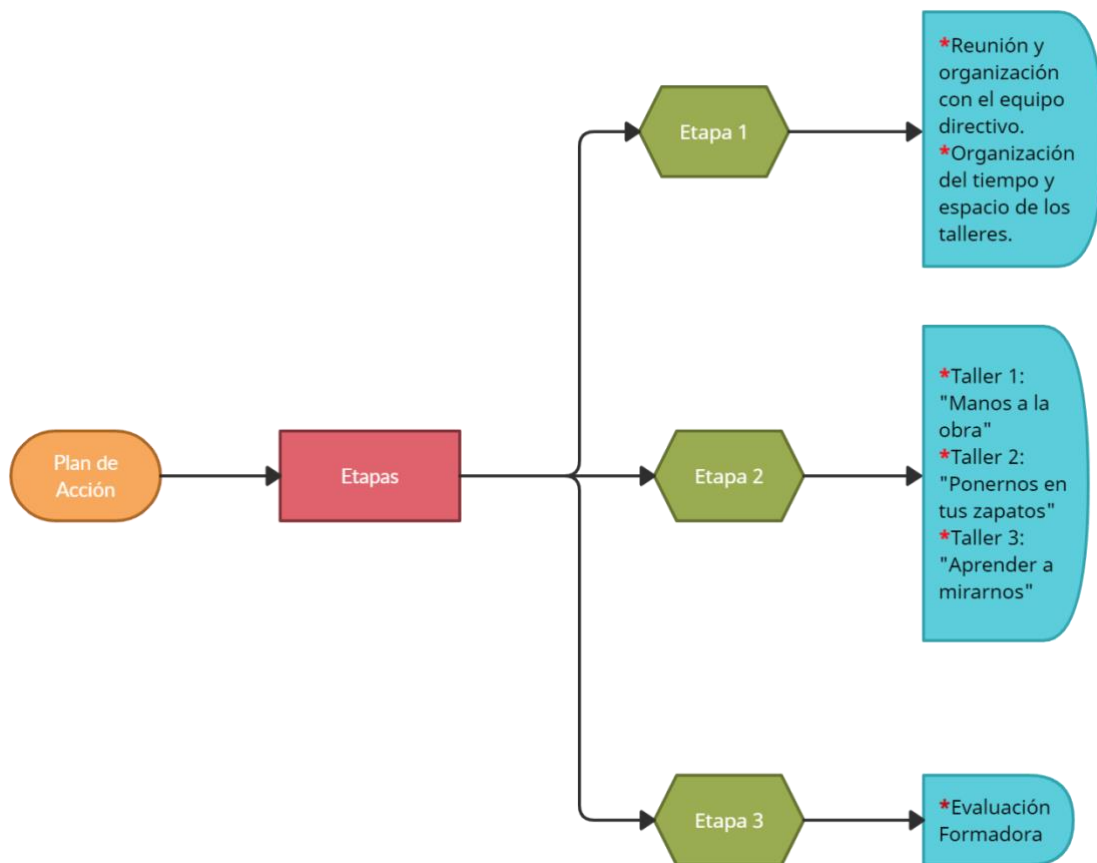 Plan de
Acción
Etapas
Etapa 1
*Reunión y
organización
con el equipo
directivo.
*Organización
del tiempo y
espacio de los
talleres.
Etapa 2
*Taller 1:
"Manos a la
obra"
*Taller 2:
"Ponernos en
tus zapatos"
*Taller 3:
"Aprender a
mirarnos"
Etapa 3
*Evaluación
Formadora